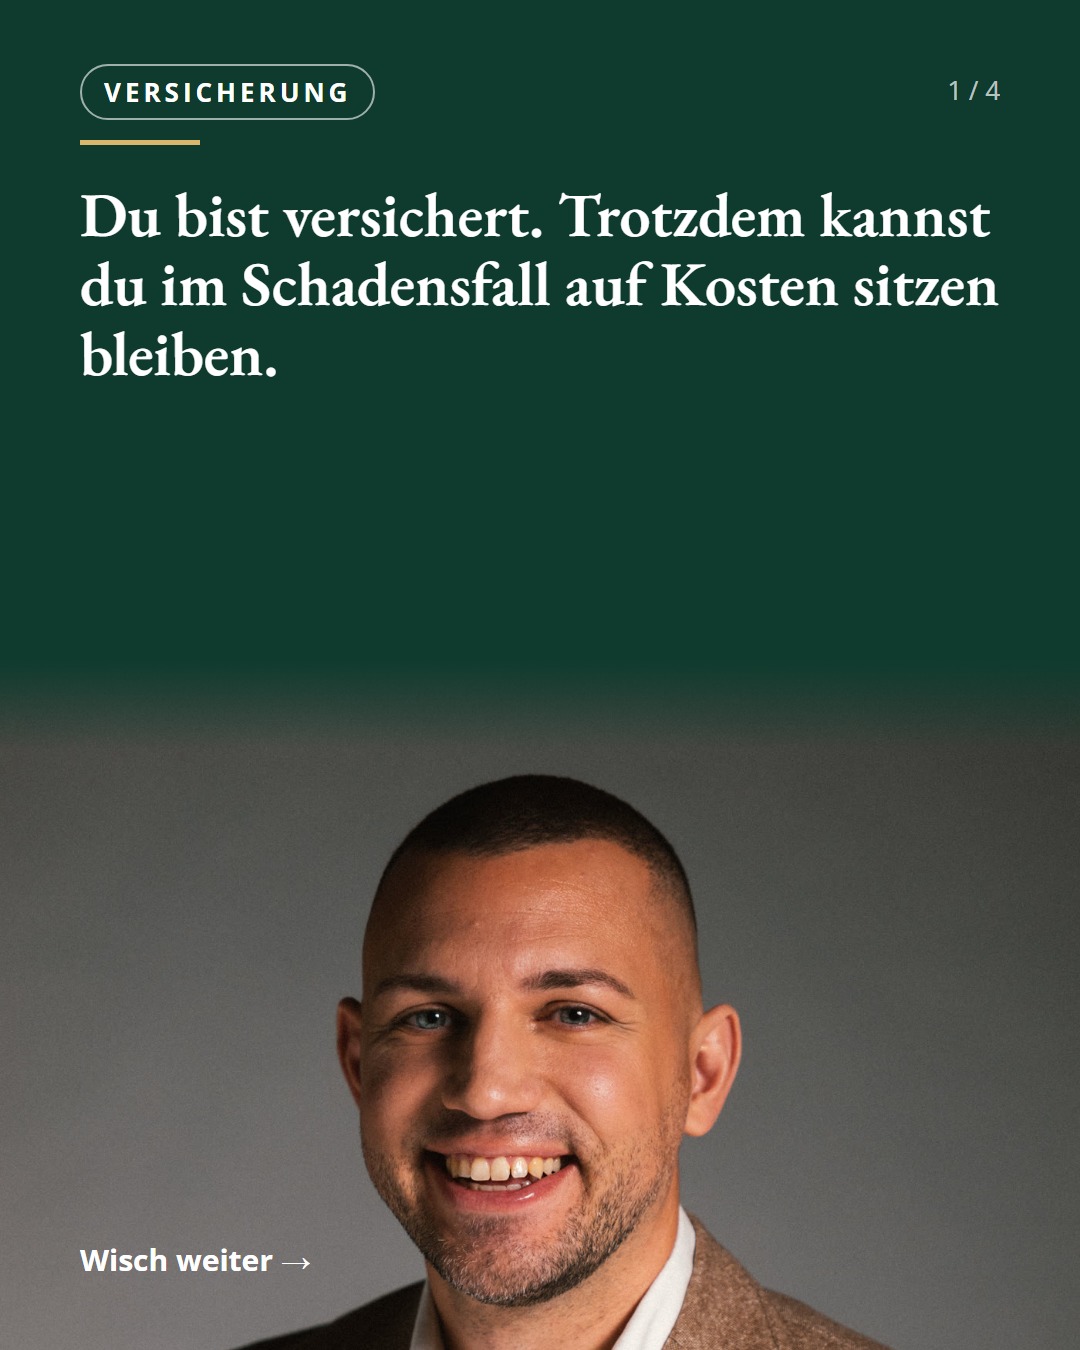 VERSICHERUNG
1 / 4
Du bist versichert. Trotzdem kannst
du im Schadensfall auf Kosten sitzen
bleiben.
Wisch weiter →